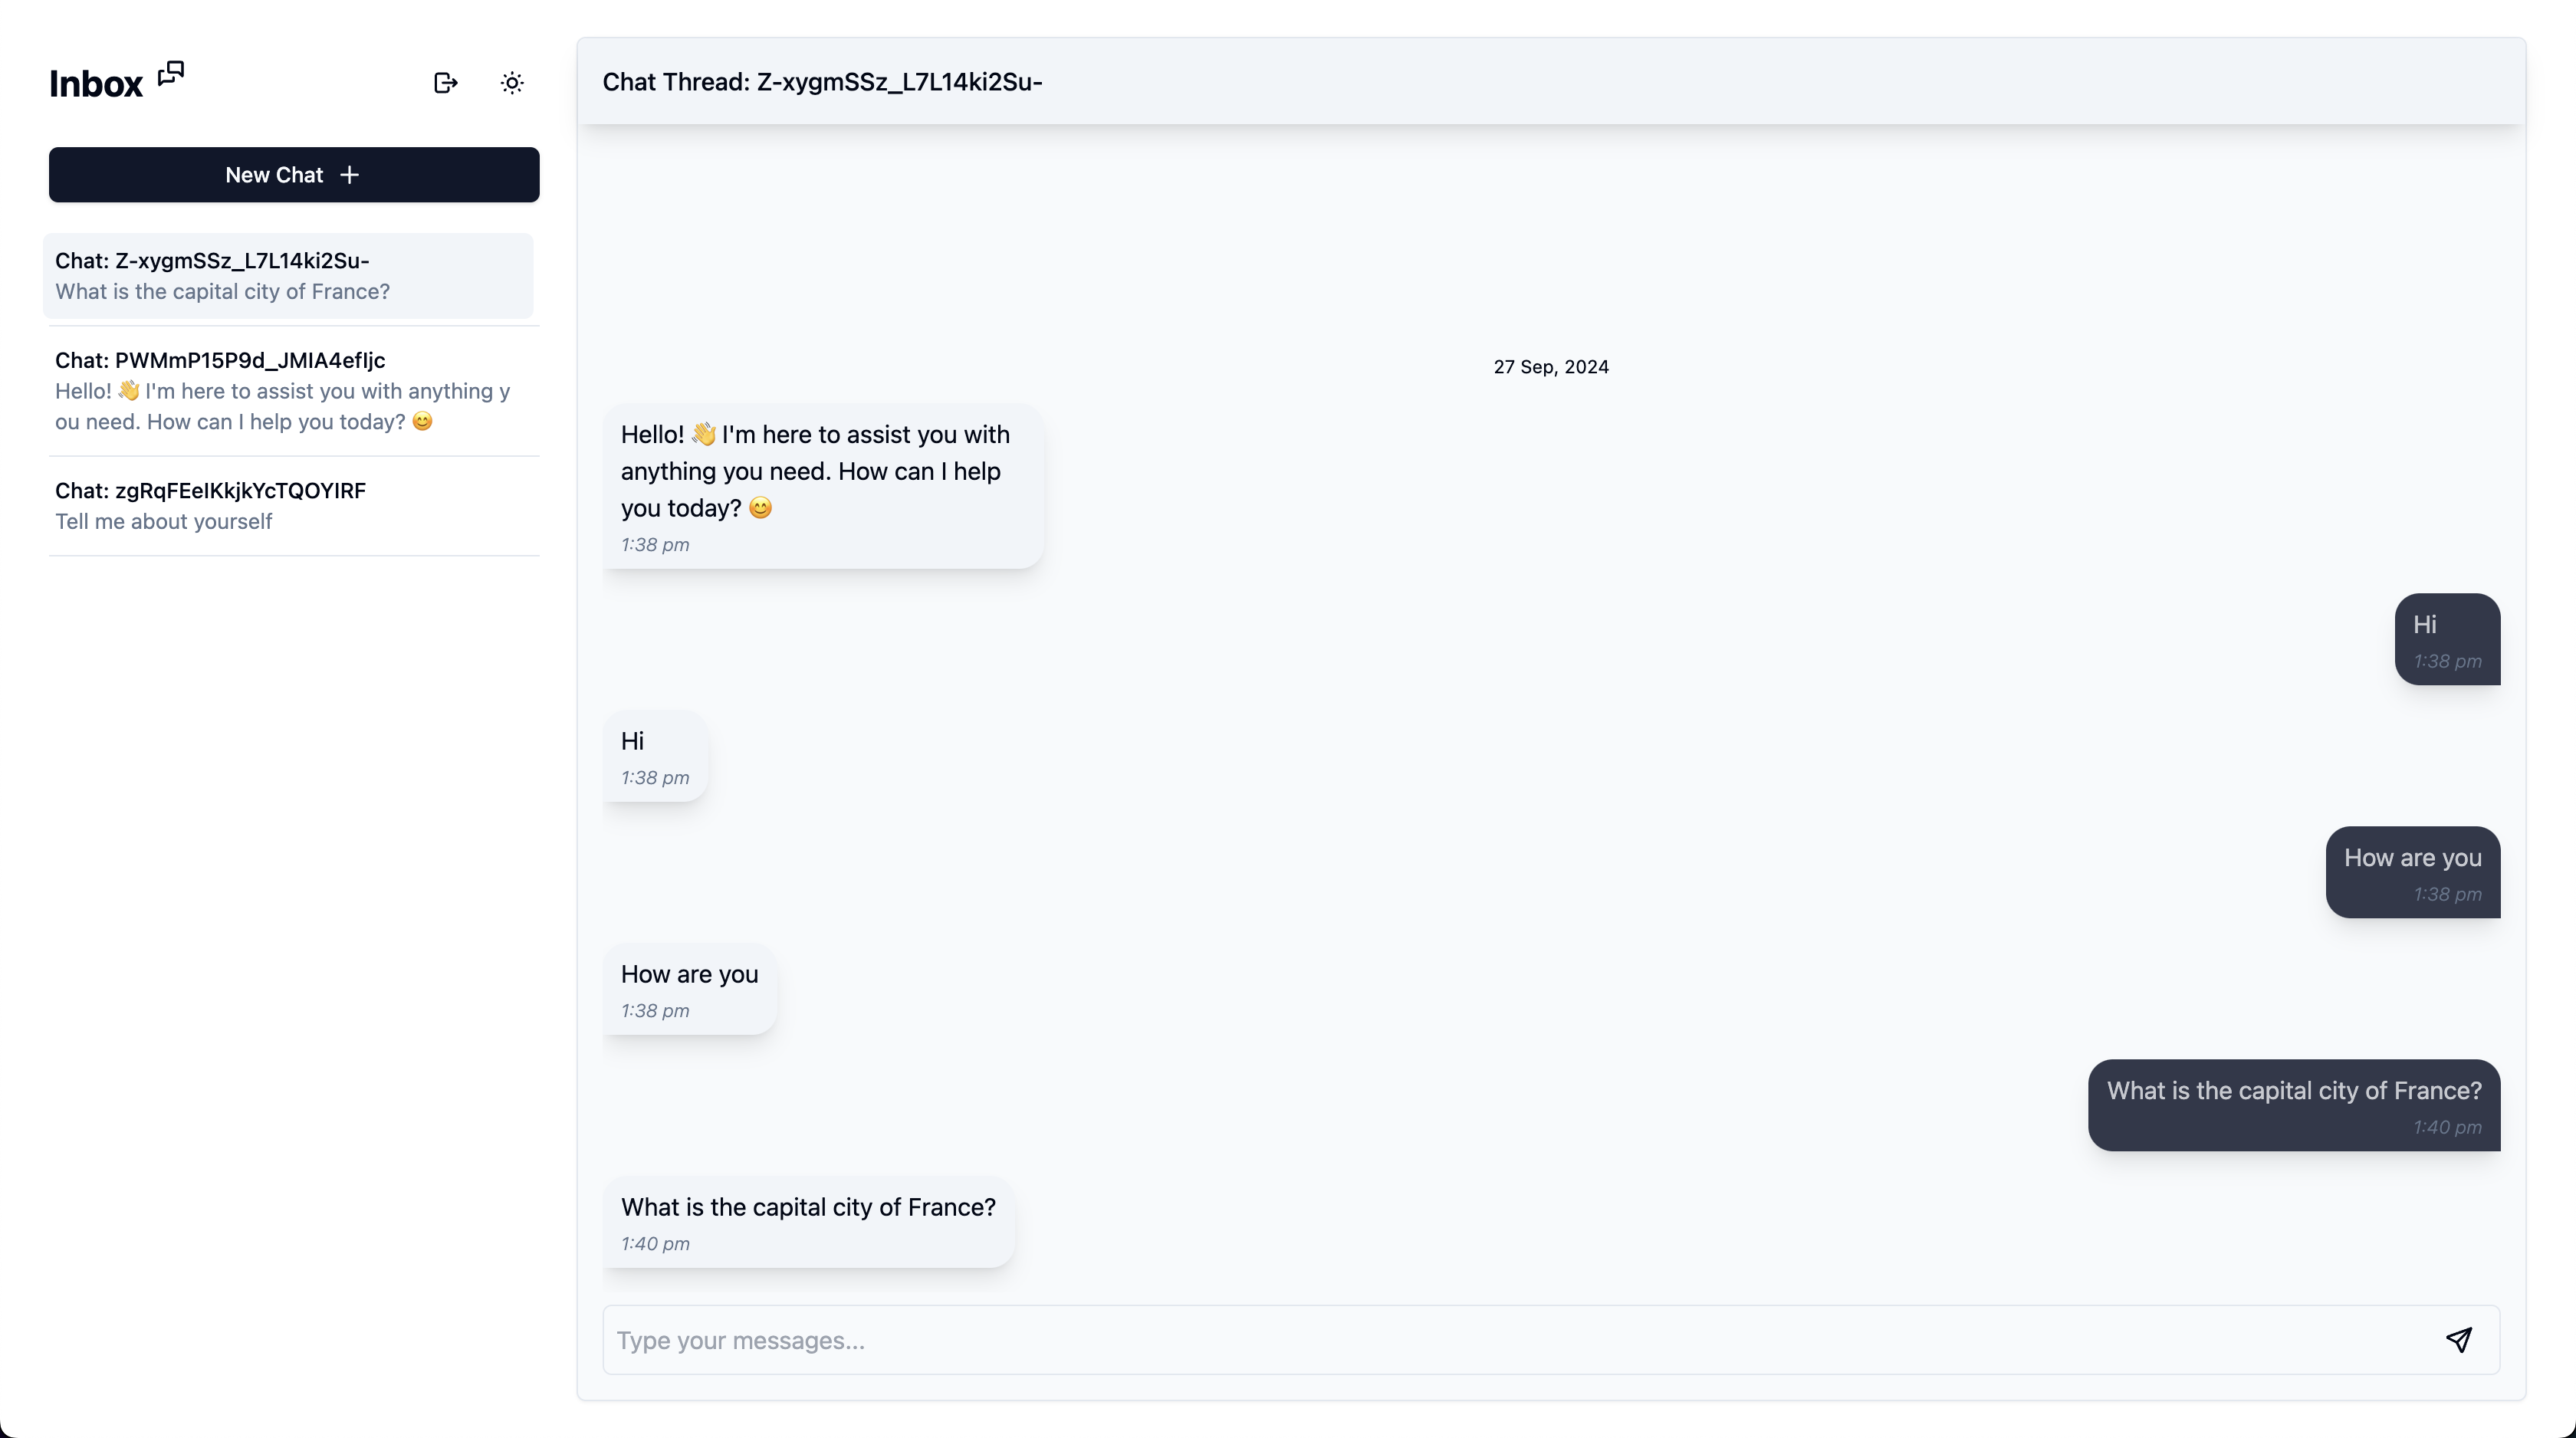 Inbox
New Chat +
Chat: Z-xygmSSz_L7L14ki2Su-
What is the capital city of France?
Chat: PWMmP15P9d_JMIA4efIjc
Hello! 👋 I'm here to assist you with anything y
ou need. How can I help you today? 😊
Chat: zgRqFEeIKkjkYcTQOYIRF
Tell me about yourself
Chat Thread: Z-xygmSSz_L7L14ki2Su-
27 Sep, 2024
Hello! 👋 I'm here to assist you with
anything you need. How can I help
you today? 😊
1:38 pm
Hi
1:38 pm
Hi
1:38 pm
How are you
1:38 pm
How are you
1:38 pm
What is the capital city of France?
1:40 pm
What is the capital city of France?
1:40 pm
Type your messages...